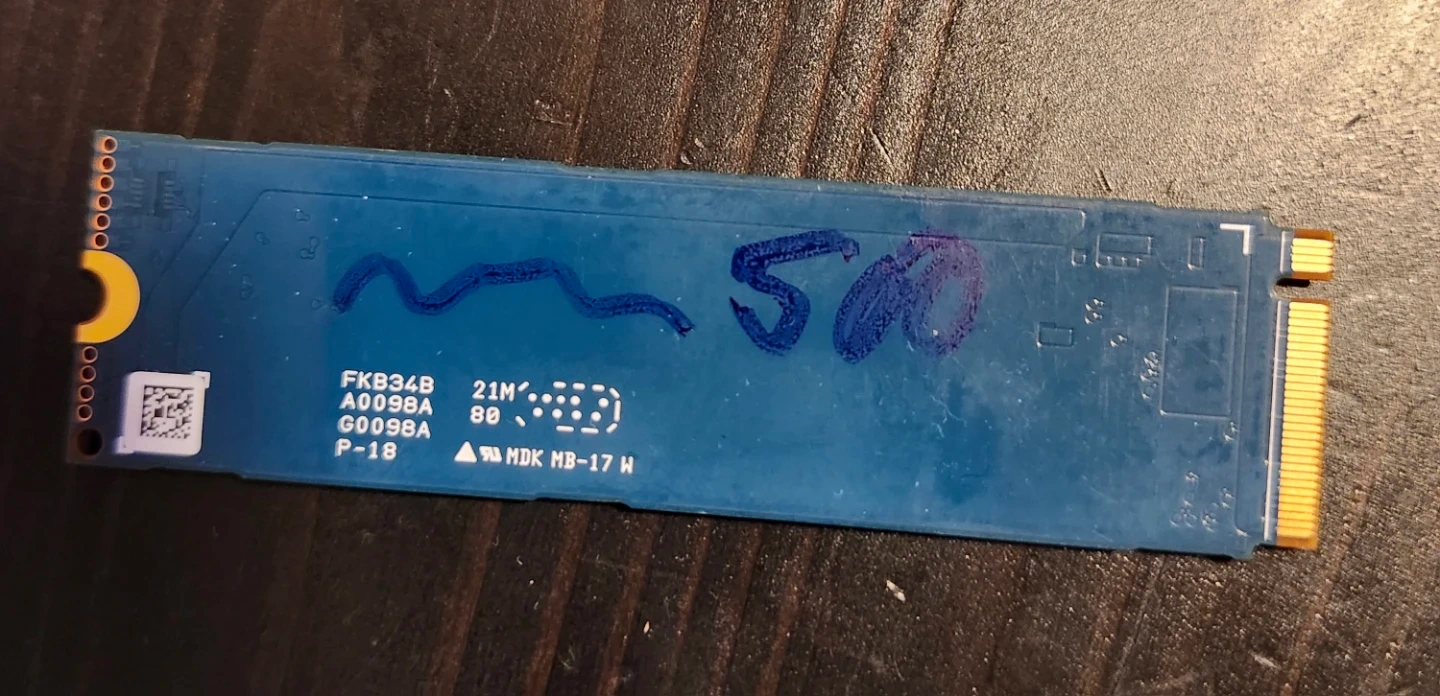 500
FKB34B
A0098A
G0098A
P-18
21M
80
MDK MB-17 W